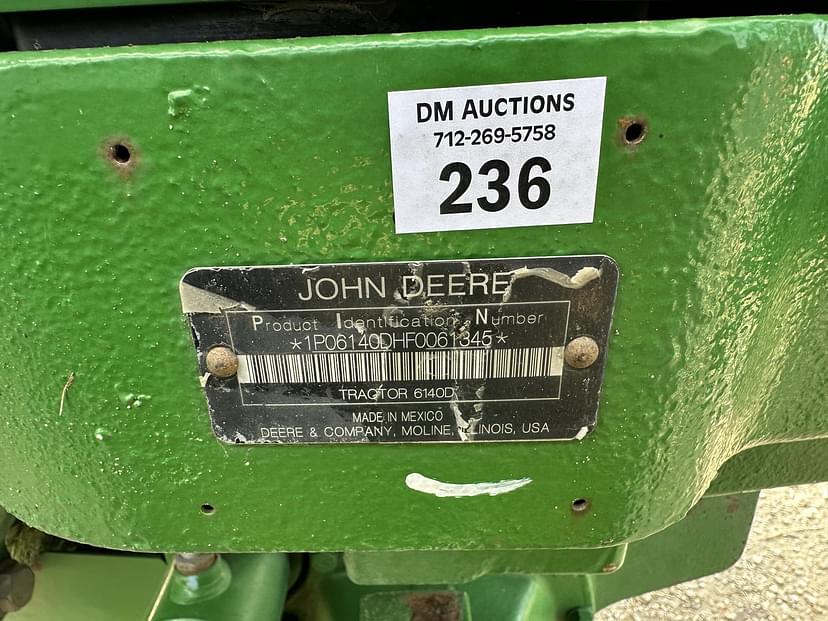 DM AUCTIONS
712-269-5758
236
JOHN DEERE
Product Identification Number
*1P06140DHF0061345*
TRACTOR 6140D
MADE IN MEXICO
DEERE & COMPANY, MOLINE, ILLINOIS, USA